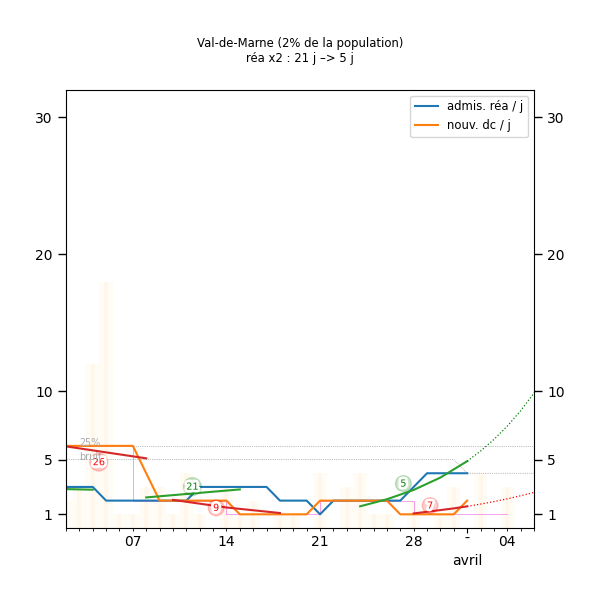 Val-de-Marne (2% de la population)
réa x2 : 21 j –> 5 j
admis. réa / j
nouv. dc / j
30 30
20 20
10 10
25%
bruit
26
21
9
5
7
5 5
1 1
07 14 21 28 - 04
avril